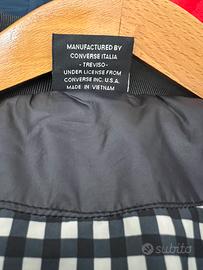 MANUFACTURED BY
CONVERSE ITALIA
- TREVISO -
UNDER LICENSE FROM
CONVERSE INC. U.S.A.
MADE IN VIETNAM
subito